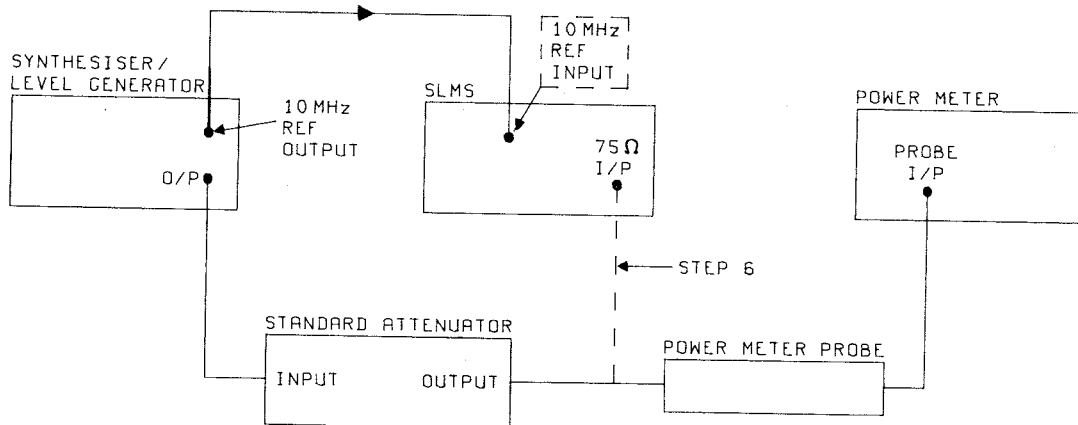 SYNTHESISER/
LEVEL GENERATOR
10 MHz
REF
OUTPUT
O/P
SLMS
10 MHz
REF
INPUT
75Ω
I/P
POWER METER
PROBE
I/P
STEP 6
STANDARD ATTENUATOR
INPUT
OUTPUT
POWER METER PROBE